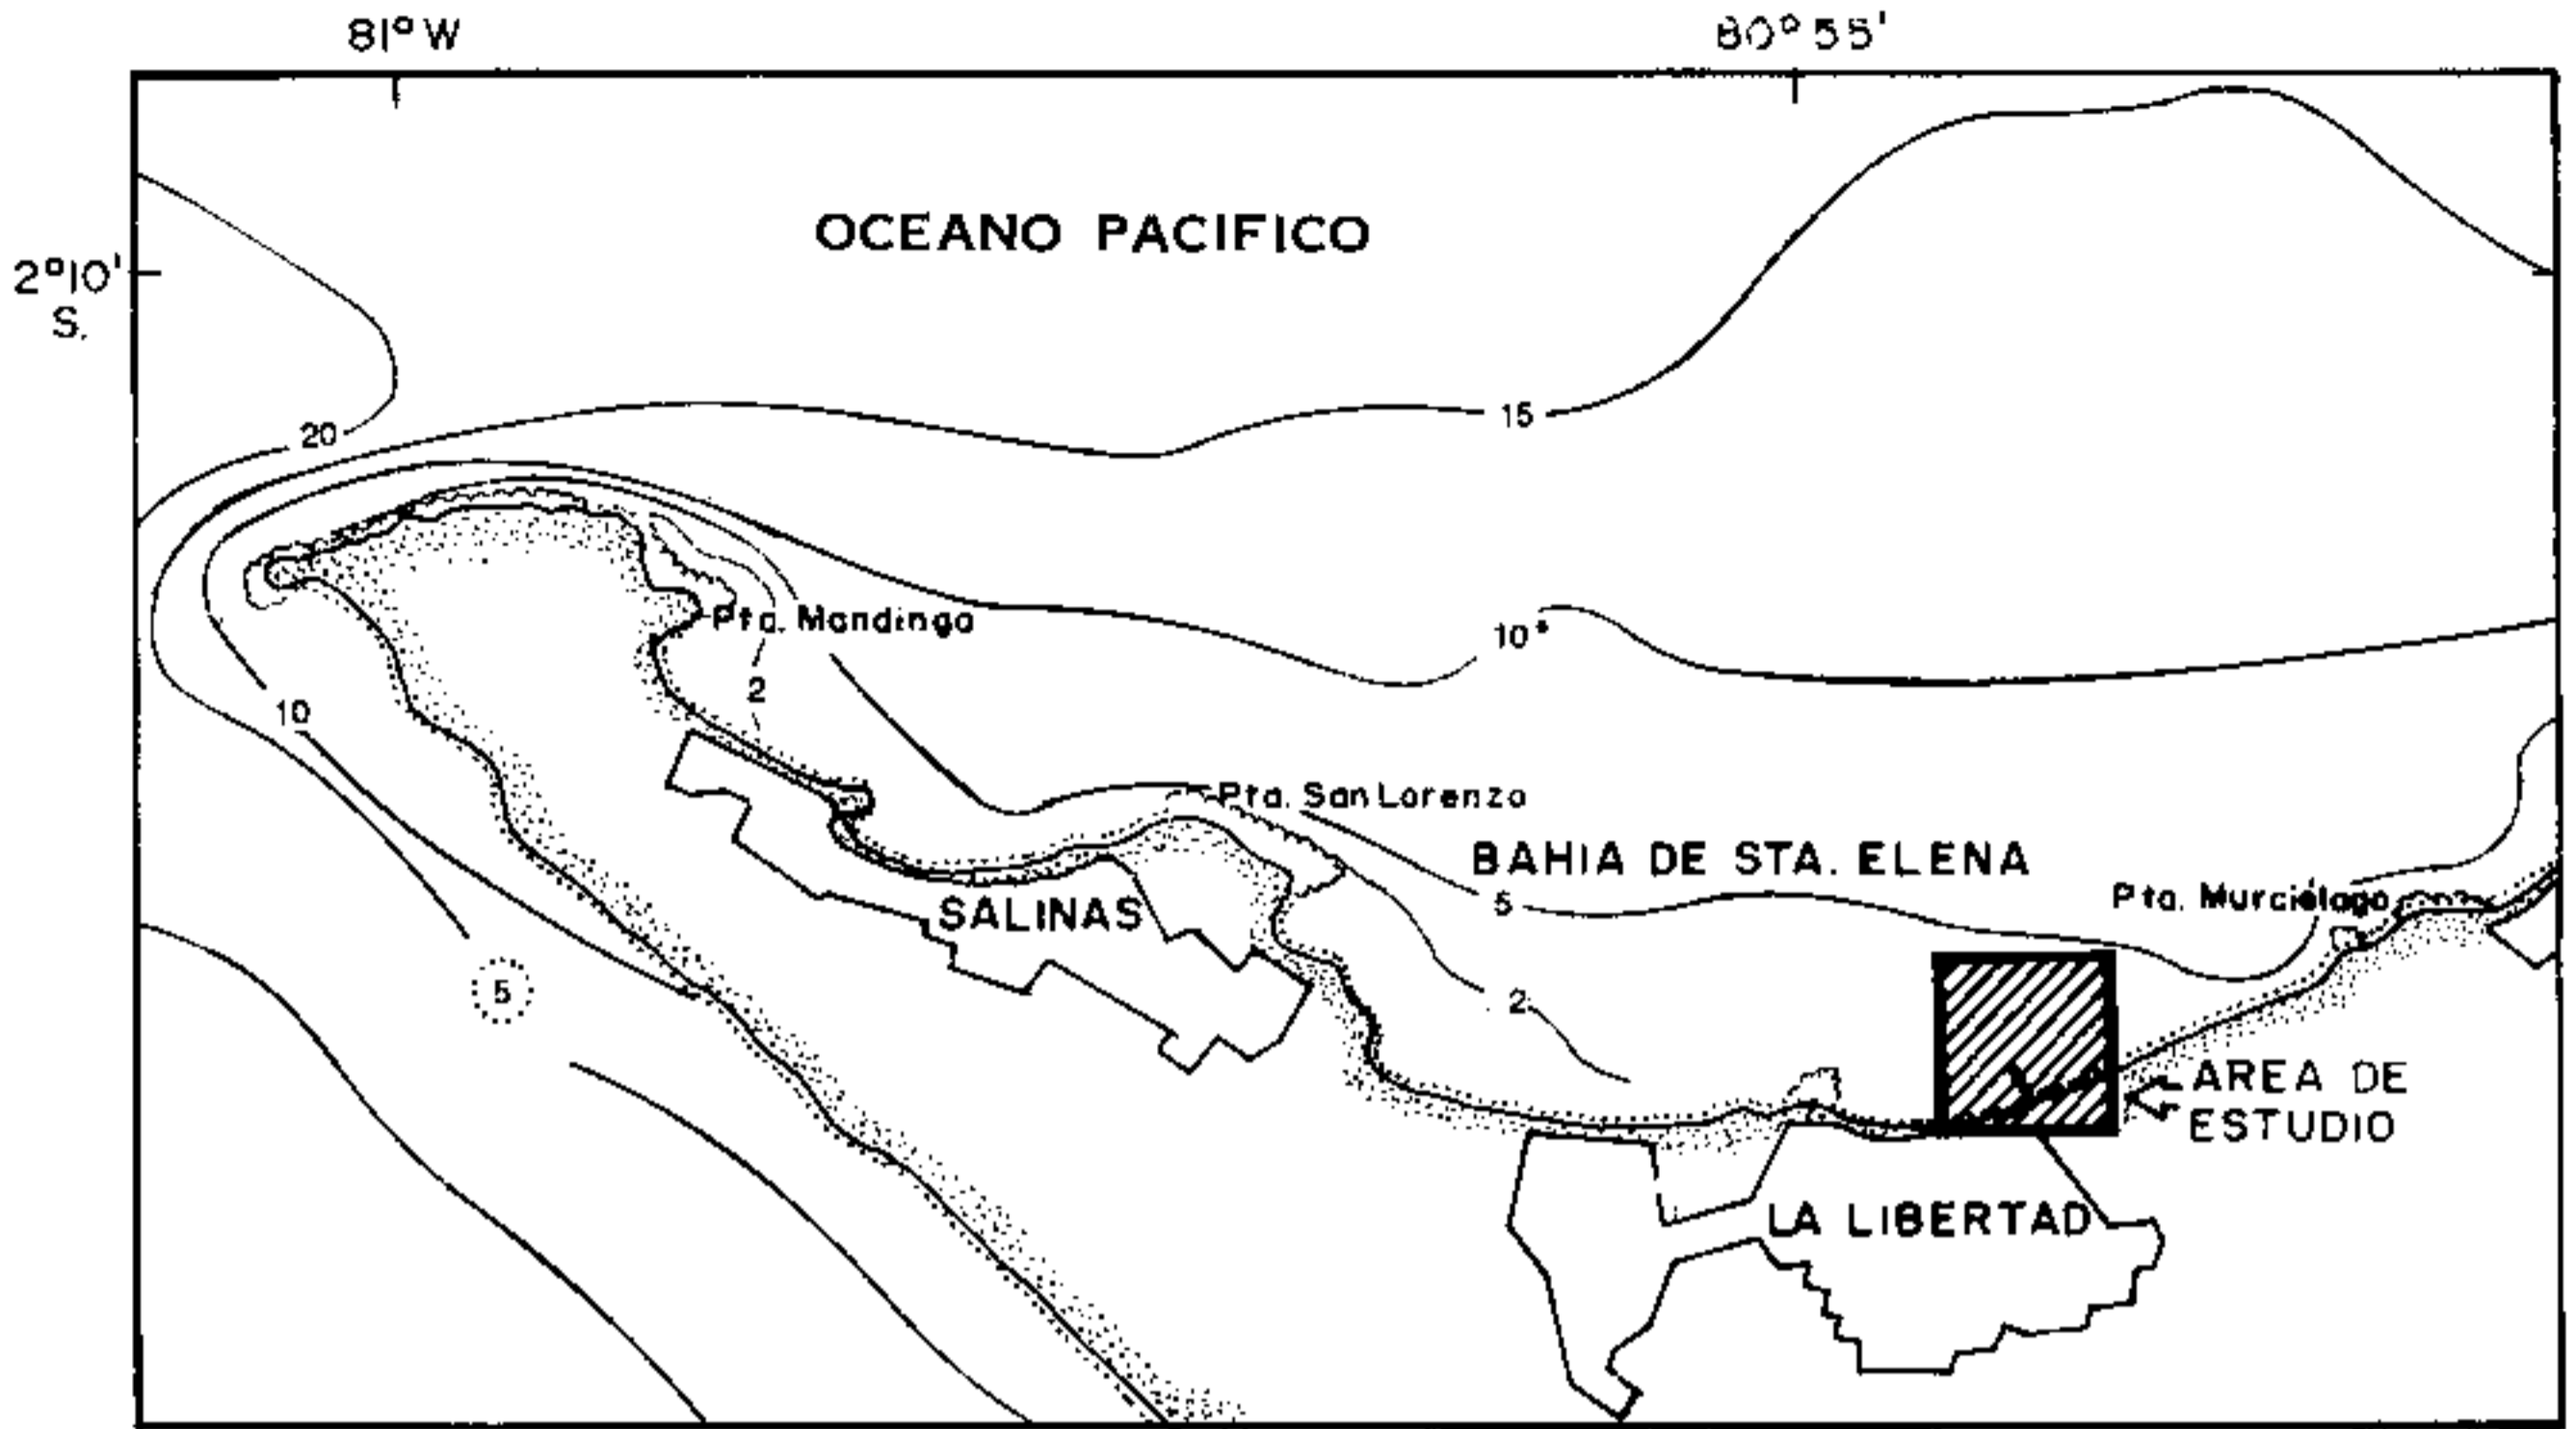 81° W
80° 55'
OCEANO PACIFICO
2°10'
S.
15
20
Pta. Mandinga
10*
2
10
Pta. San Lorenzo
BAHIA DE STA. ELENA
5
Pta. Murciélago
SALINAS
5
2
AREA DE
ESTUDIO
LA LIBERTAD